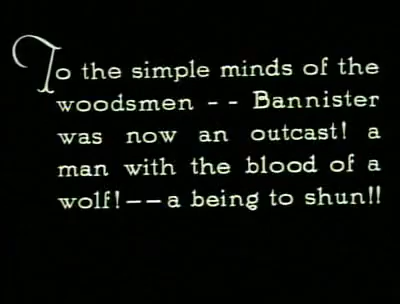 To the simple minds of the
woodsmen -- Bannister
was now an outcast! a
man with the blood of a
wolf!--a being to shun!!